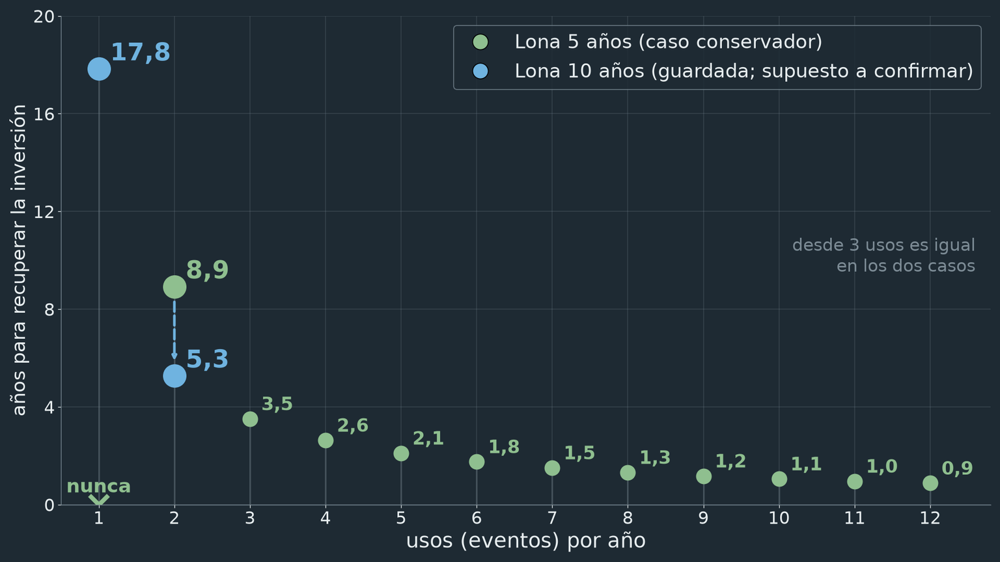 Lona 5 años (caso conservador)
Lona 10 años (guardada; supuesto a confirmar)
años para recuperar la inversión
20
16
12
8
4
0
17,8
8,9
5,3
3,5
2,6
2,1
1,8
1,5
1,3
1,2
1,1
1,0
0,9
nunca
desde 3 usos es igual
en los dos casos
1 2 3 4 5 6 7 8 9 10 11 12
usos (eventos) por año